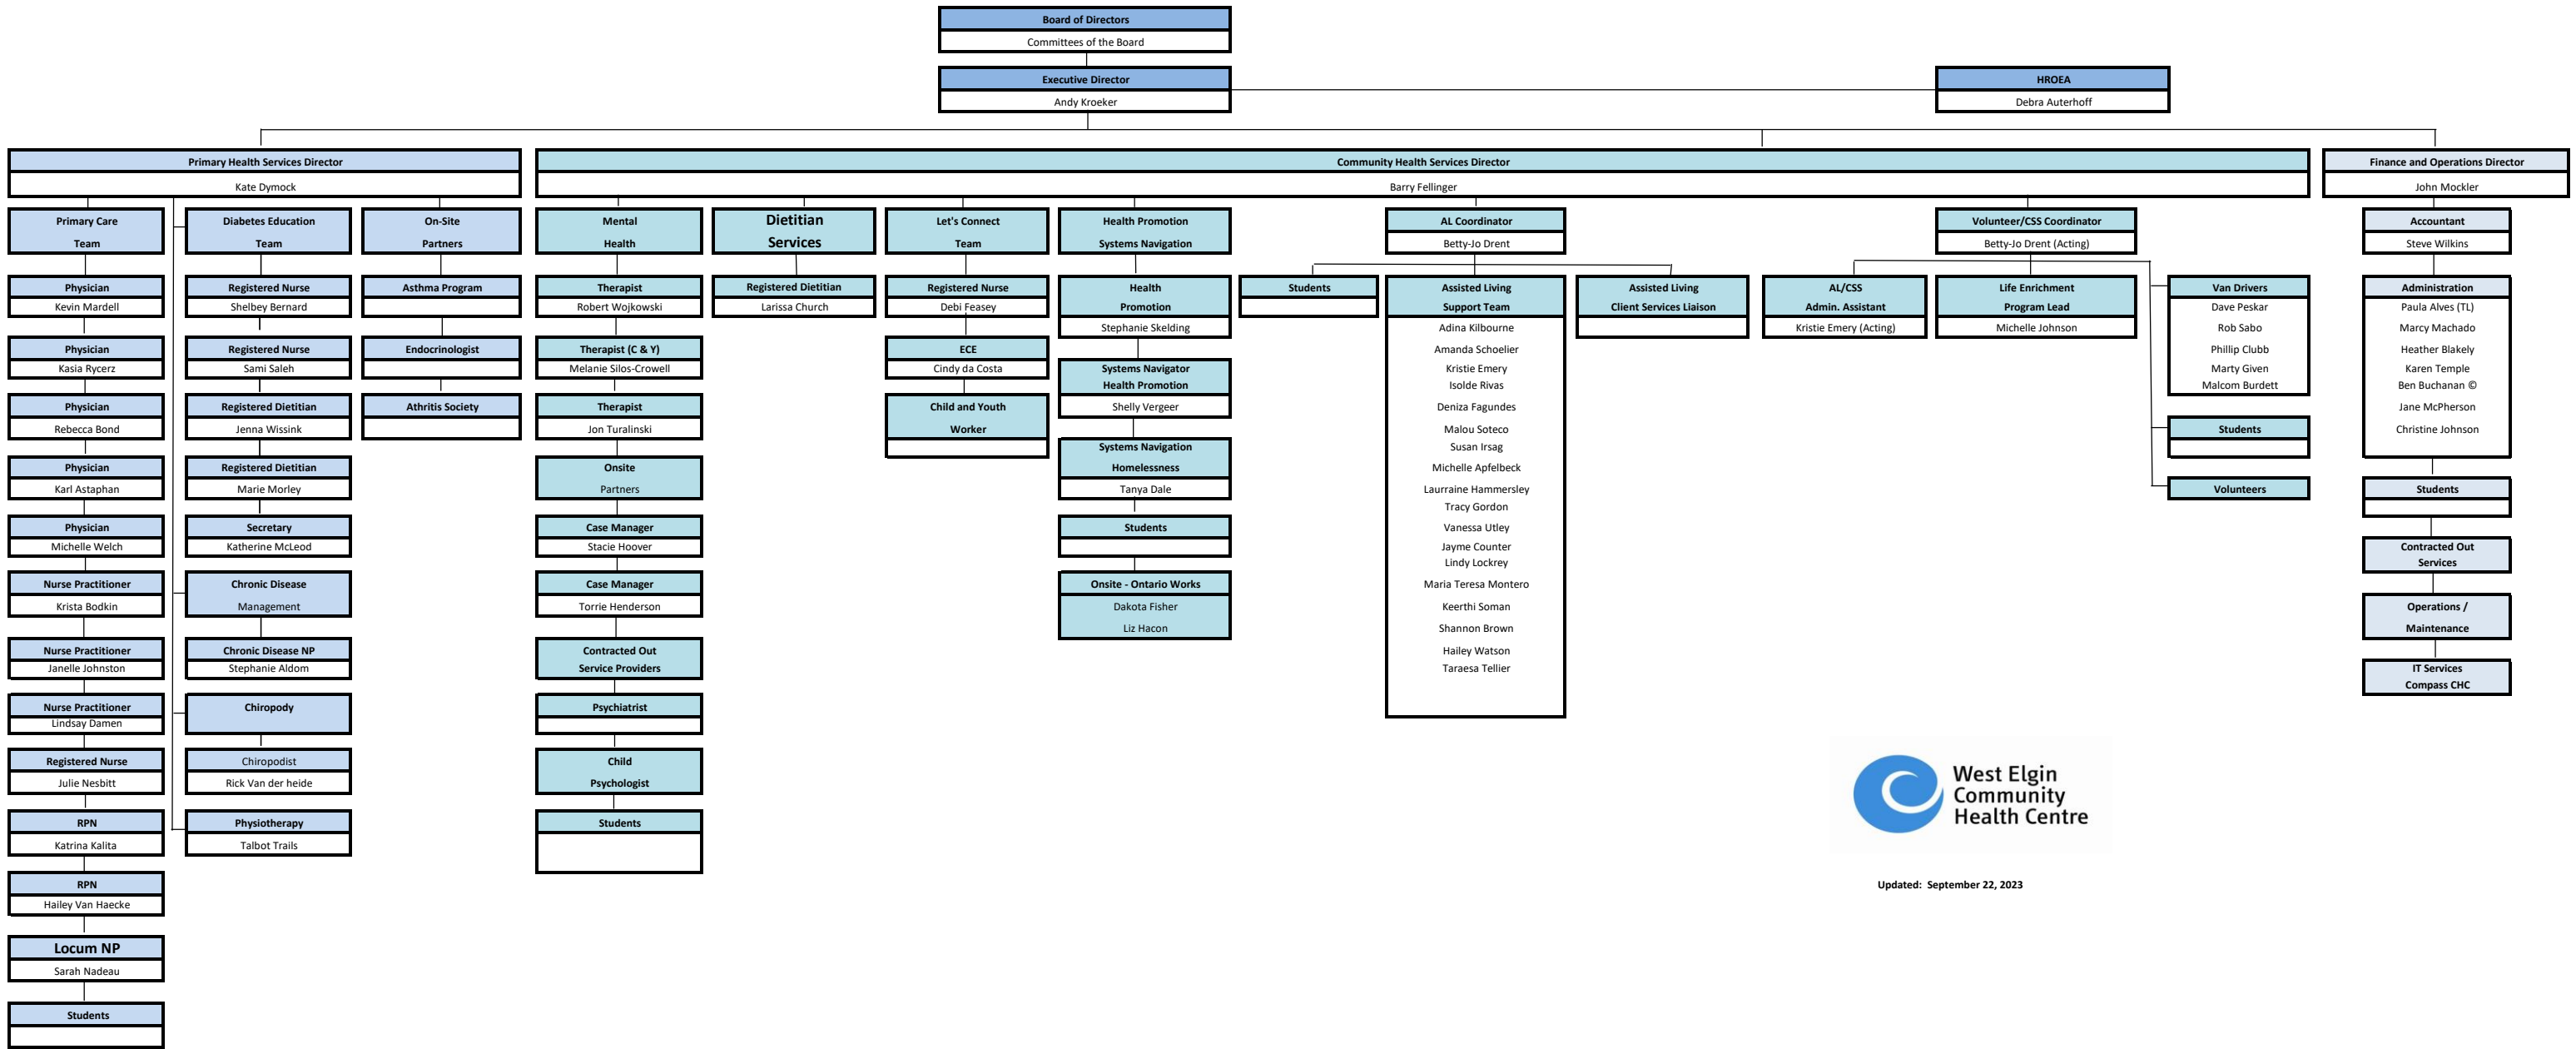 Board of Directors
Committees of the Board
Executive Director
Andy Kroeker
HROEA
Debra Auterhoff
Primary Health Services Director
Kate Dymock
Community Health Services Director
Barry Fellinger
Finance and Operations Director
John Mockler
Primary Care
Team
Physician
Kevin Mardell
Physician
Kasia Rycerz
Physician
Rebecca Bond
Physician
Karl Astaphan
Physician
Michelle Welch
Nurse Practitioner
Krista Bodkin
Nurse Practitioner
Janelle Johnston
Nurse Practitioner
Lindsay Damen
Registered Nurse
Julie Nesbitt
RPN
Katrina Kalita
RPN
Hailey Van Haecke
Locum NP
Sarah Nadeau
Students
Diabetes Education
Team
Registered Nurse
Shelbey Bernard
Registered Nurse
Sami Saleh
Registered Dietitian
Jenna Wissink
Registered Dietitian
Marie Morley
Secretary
Katherine McLeod
Chronic Disease
Management
Chronic Disease NP
Stephanie Aldom
Chiropody
Chiropodist
Rick Van der heide
Physiotherapy
Talbot Trails
On-Site
Partners
Asthma Program
Endocrinologist
Athritis Society
Mental
Health
Therapist
Robert Wojkowski
Therapist (C & Y)
Melanie Silos-Crowell
Therapist
Jon Turalinski
Onsite
Partners
Case Manager
Stacie Hoover
Case Manager
Torrie Henderson
Contracted Out
Service Providers
Psychiatrist
Child
Psychologist
Students
Dietitian
Services
Registered Dietitian
Larissa Church
Let's Connect
Team
Registered Nurse
Debi Feasey
ECE
Cindy da Costa
Child and Youth
Worker
Health Promotion
Systems Navigation
Health
Promotion
Stephanie Skelding
Systems Navigator
Health Promotion
Shelly Vergeer
Systems Navigation
Homelessness
Tanya Dale
Students
Onsite - Ontario Works
Dakota Fisher
Liz Hacon
AL Coordinator
Betty-Jo Drent
Students
Assisted Living
Support Team
Adina Kilbourne
Amanda Schoelier
Kristie Emery
Isolde Rivas
Deniza Fagundes
Malou Soteco
Susan Irsag
Michelle Apfelbeck
Laurraine Hammersley
Tracy Gordon
Vanessa Utley
Jayme Counter
Lindy Lockrey
Maria Teresa Montero
Keerthi Soman
Shannon Brown
Hailey Watson
Taraesa Tellier
Assisted Living
Client Services Liaison
Volunteer/CSS Coordinator
Betty-Jo Drent (Acting)
AL/CSS
Admin. Assistant
Kristie Emery (Acting)
Life Enrichment
Program Lead
Michelle Johnson
Van Drivers
Dave Peskar
Rob Sabo
Phillip Clubb
Marty Given
Malcom Burdett
Students
Volunteers
Accountant
Steve Wilkins
Administration
Paula Alves (TL)
Marcy Machado
Heather Blakely
Karen Temple
Ben Buchanan ©
Jane McPherson
Christine Johnson
Students
Contracted Out
Services
Operations /
Maintenance
IT Services
Compass CHC
West Elgin
Community
Health Centre
Updated: September 22, 2023